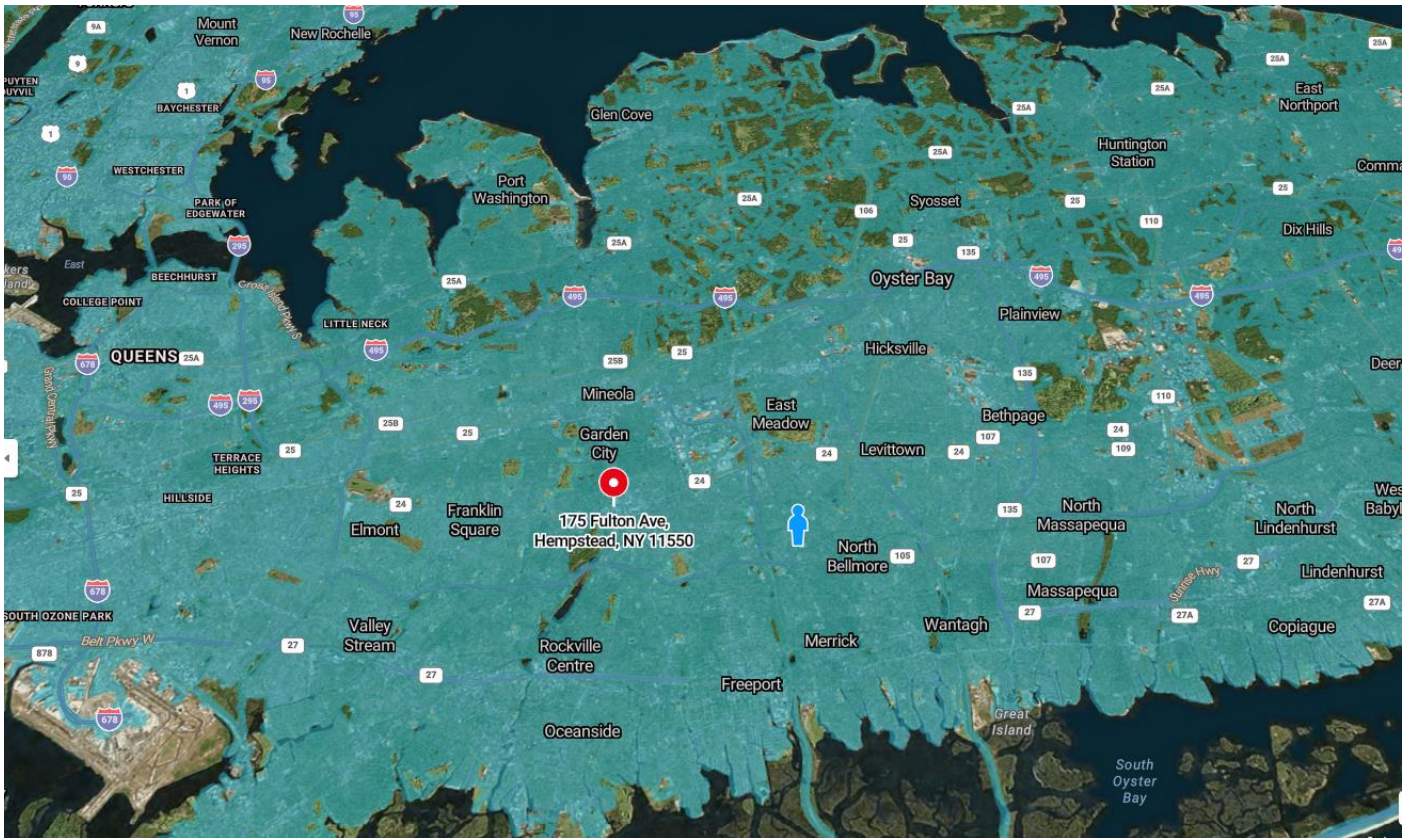 9A
Mount
Vernon
New Rochelle
95
25A
9
PUYTEN
DUYVIL
95
1
BAYCHESTER
25A
25A
East
Northport
Glen Cove
25A
1
WESTCHESTER
95
Huntington
Station
25A
Port
Washington
PARK OF
EDGEWATER
25A
106
Syosset
25
25
110
Dix Hills
295
25A
25
135
East
BEECHHURST
25A
Oyster Bay
495
495
COLLEGE POINT
Cross Island Pkwy S
495
495
495
Plainview
LITTLE NECK
QUEENS
25A
678
495
25B
25
Hicksville
Grand Central Pkwy
135
Mineola
495
295
East
Meadow
110
Bethpage
25B
25
Garden
City
107
24
TERRACE
HEIGHTS
25
24
Levittown
24
109
HILLSIDE
25
24
24
Franklin
Square
Elmont
175 Fulton Ave,
Hempstead, NY 11550
135
North
Massapequa
North
Lindenhurst
North
Bellmore
105
107
27
Lindenhurst
678
Massapequa
Sunrise Hwy
SOUTH OZONE PARK
27
27A
27A
Valley
Stream
Belt Pkwy W
27
878
Rockville
Centre
Merrick
Wantagh
Copiague
27
Freeport
678
Oceanside
Great
Island
South
Oyster
Bay